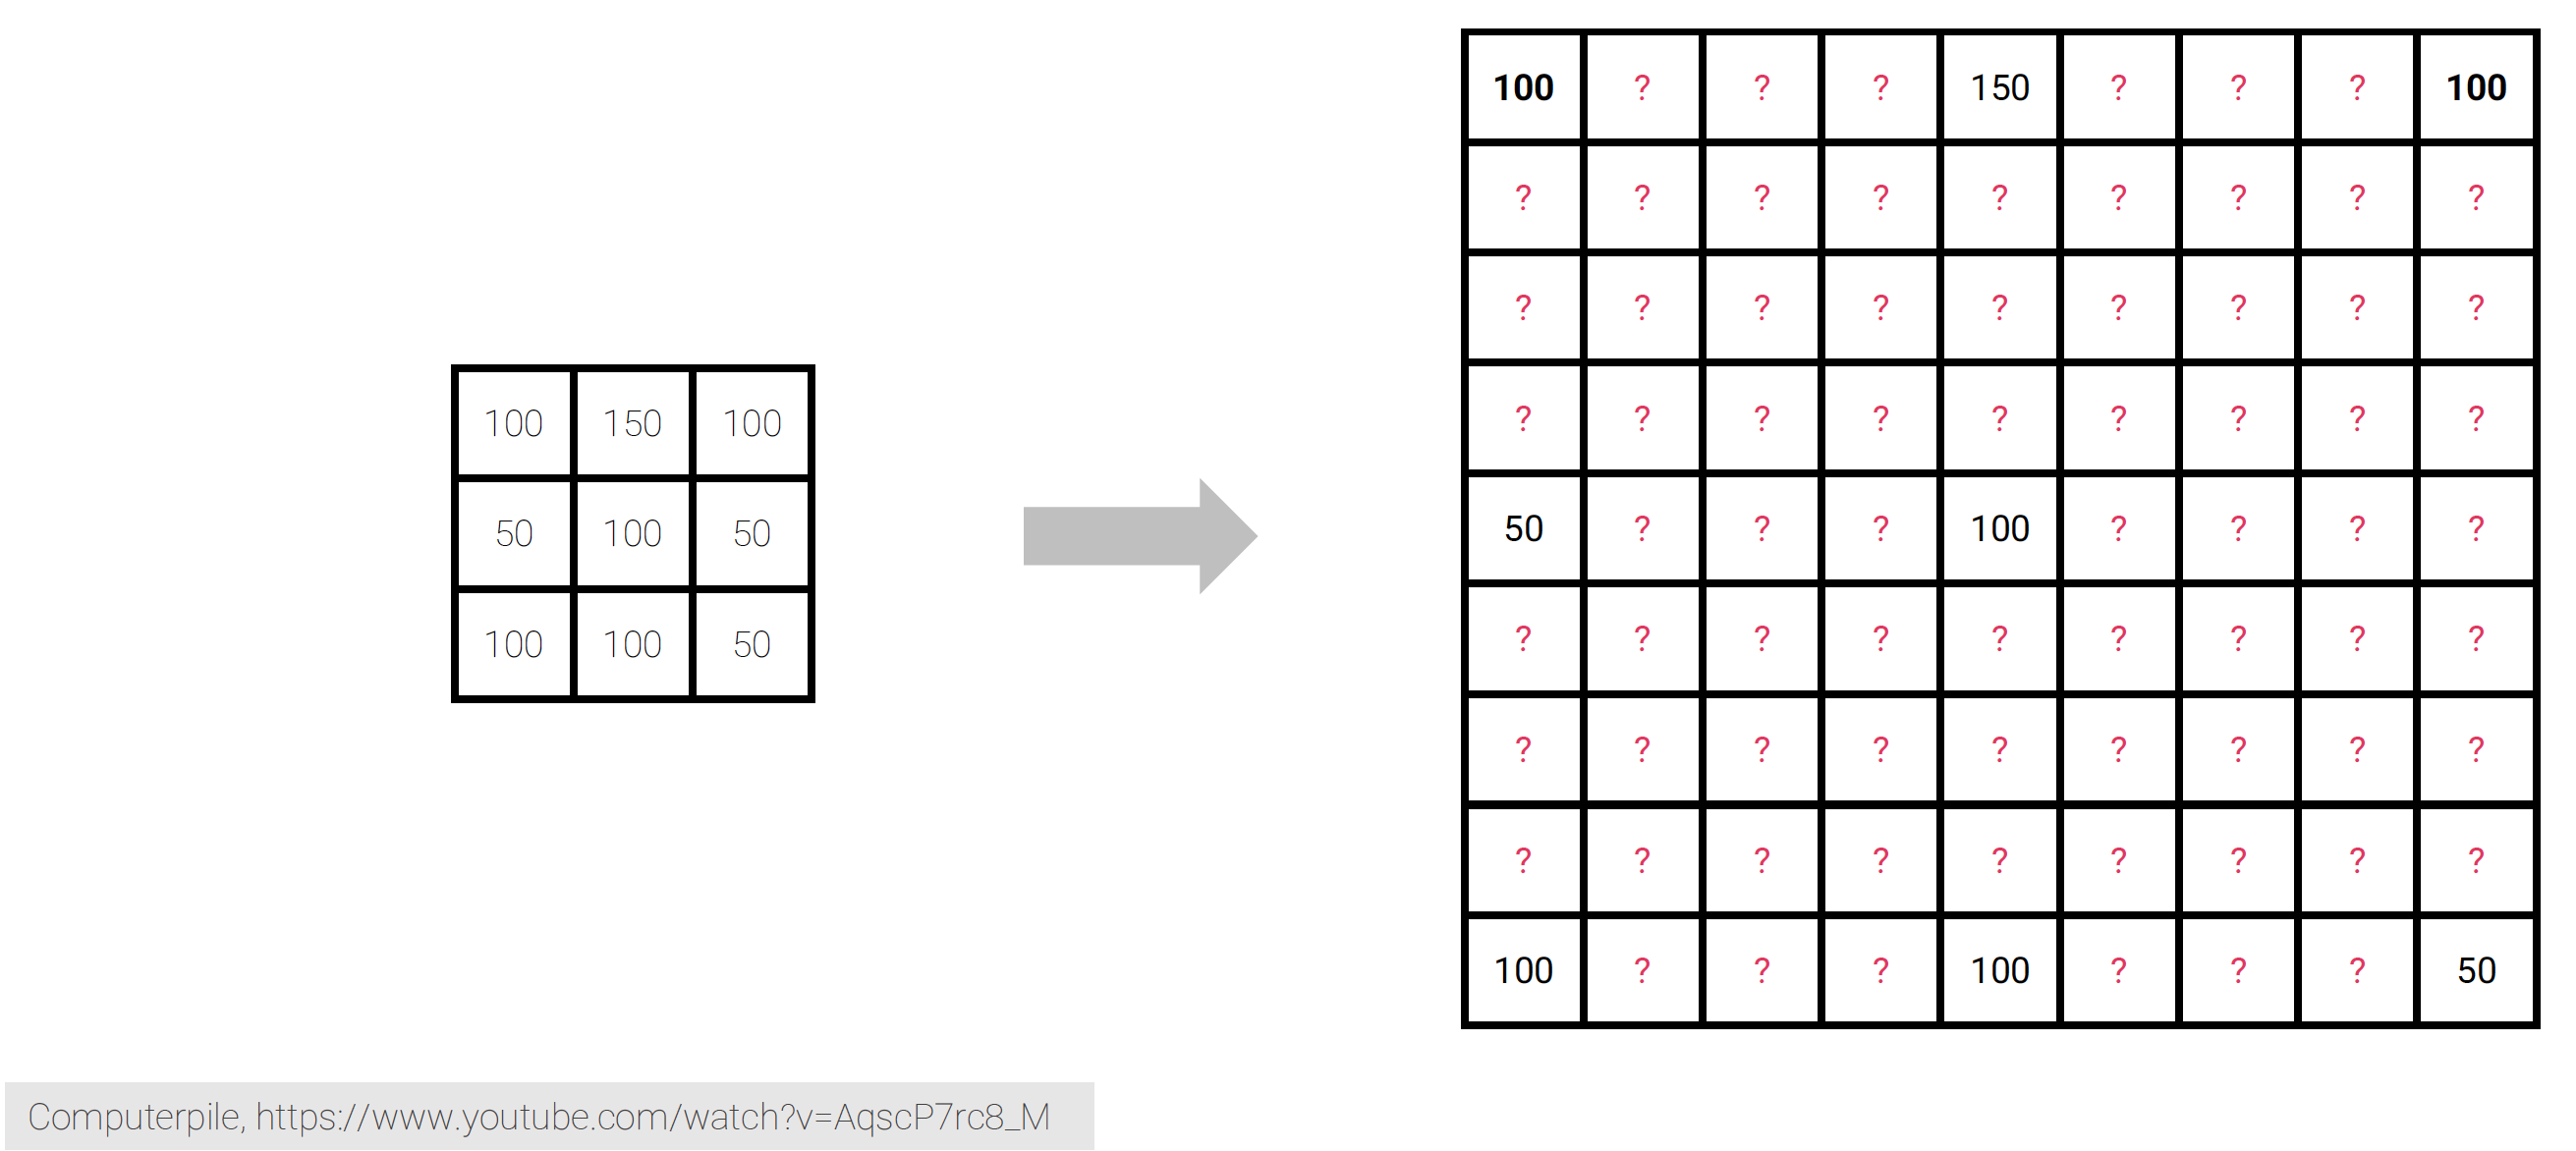 100 ? ? ? 150 ? ? ? 100
? ? ? ? ? ? ? ? ?
? ? ? ? ? ? ? ? ?
? ? ? ? ? ? ? ? ?
50 ? ? ? 100 ? ? ? ?
? ? ? ? ? ? ? ? ?
? ? ? ? ? ? ? ? ?
? ? ? ? ? ? ? ? ?
100 ? ? ? 100 ? ? ? 50
100 150 100
50 100 50
100 100 50
Computerpile, https://www.youtube.com/watch?v=AqscP7rc8_M